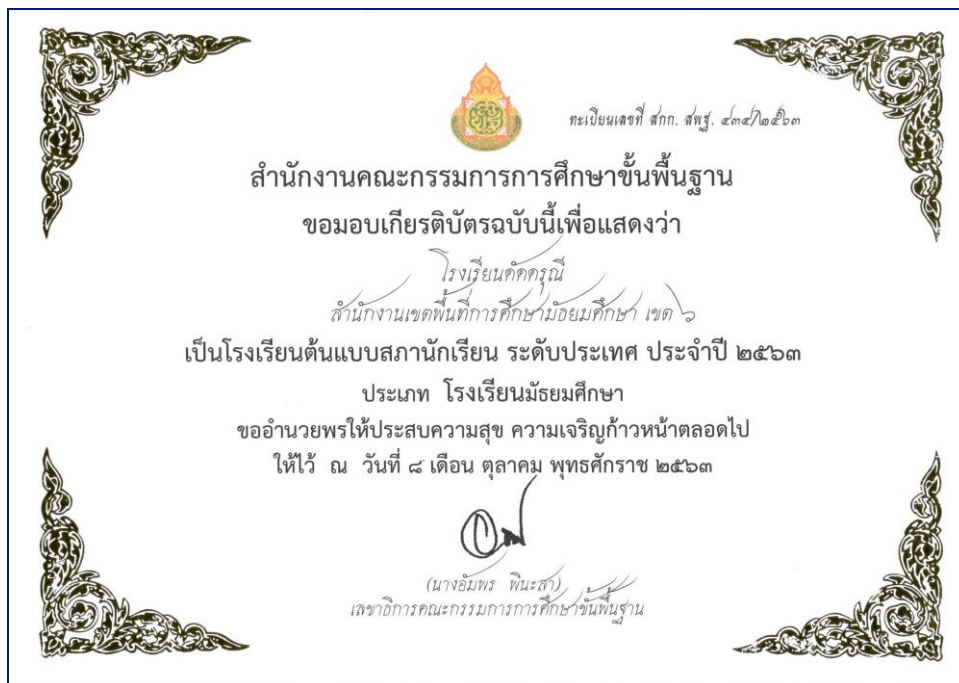 ทะเบียนเลขที่ สกก. สพฐ. ๔๓๔/๒๕๖๓
สำนักงานคณะกรรมการการศึกษาขั้นพื้นฐาน
ขอมอบเกียรติบัตรฉบับนี้เพื่อแสดงว่า
โรงเรียนดัดดรุณี
สำนักงานเขตพื้นที่การศึกษามัธยมศึกษา เขต ๖
เป็นโรงเรียนต้นแบบสภานักเรียน ระดับประเทศ ประจำปี ๒๕๖๓
ประเภท โรงเรียนมัธยมศึกษา
ขออำนวยพรให้ประสบความสุข ความเจริญก้าวหน้าตลอดไป
ให้ไว้ ณ วันที่ ๘ เดือน ตุลาคม พุทธศักราช ๒๕๖๓
(นางอัมพร พินะสา)
เลขาธิการคณะกรรมการการศึกษาขั้นพื้นฐาน